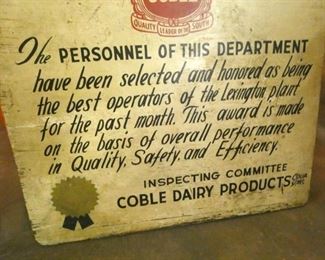 COBLE
QUALITY LEADER OF THE SOUTH
The PERSONNEL OF THIS DEPARTMENT
have been selected and honored as being
the best operators of the Lexington plant
for the past month. This award is made
on the basis of overall performance
in Quality, Safety, and Efficiency.
INSPECTING COMMITTEE
COBLE DAIRY PRODUCTS